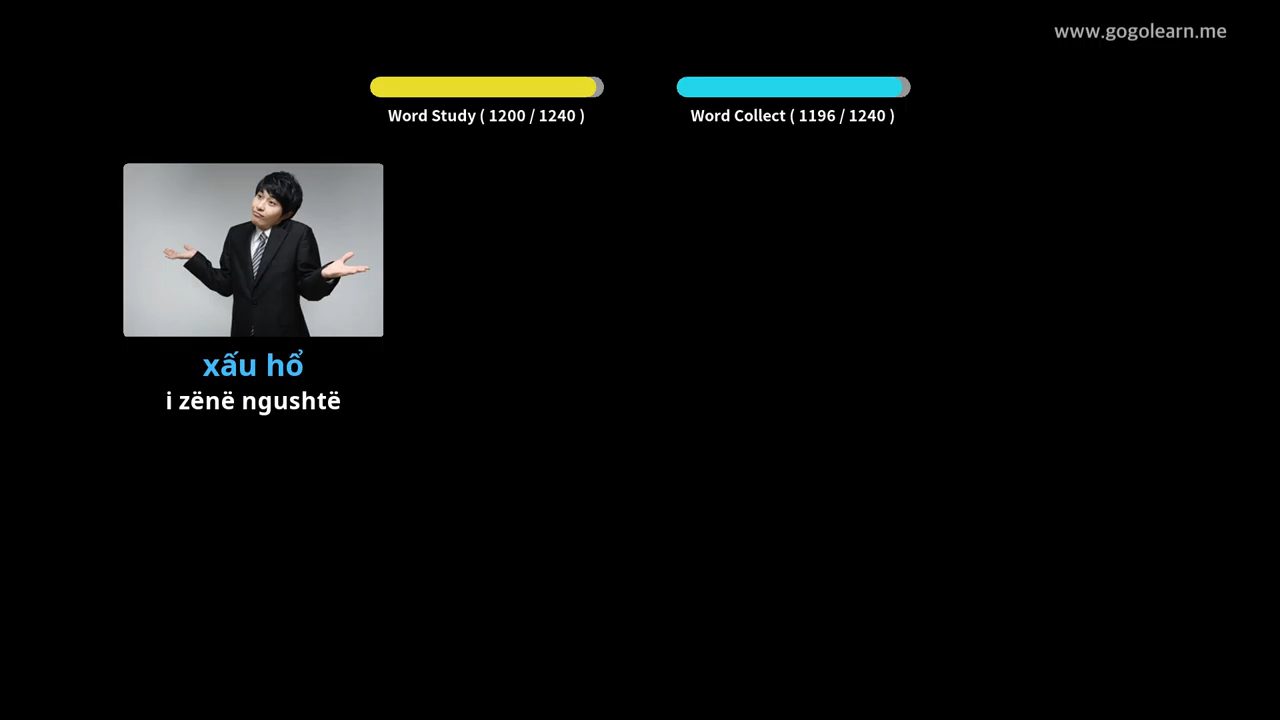 www.gogolearn.me
Word Study ( 1200 / 1240 )
Word Collect ( 1196 / 1240 )
xấu hổ
i zënë ngushtë